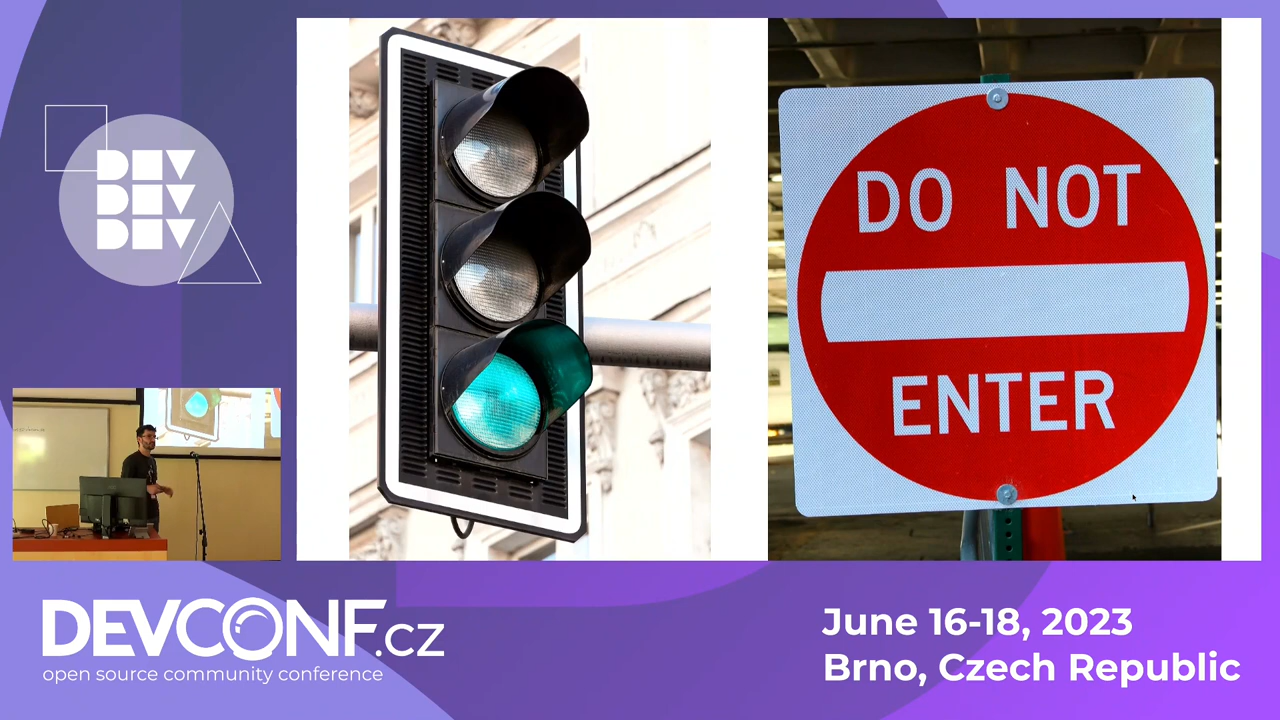 DEV
DEV
DEV
DO NOT
ENTER
DEVCONF.cz
open source community conference
June 16-18, 2023
Brno, Czech Republic